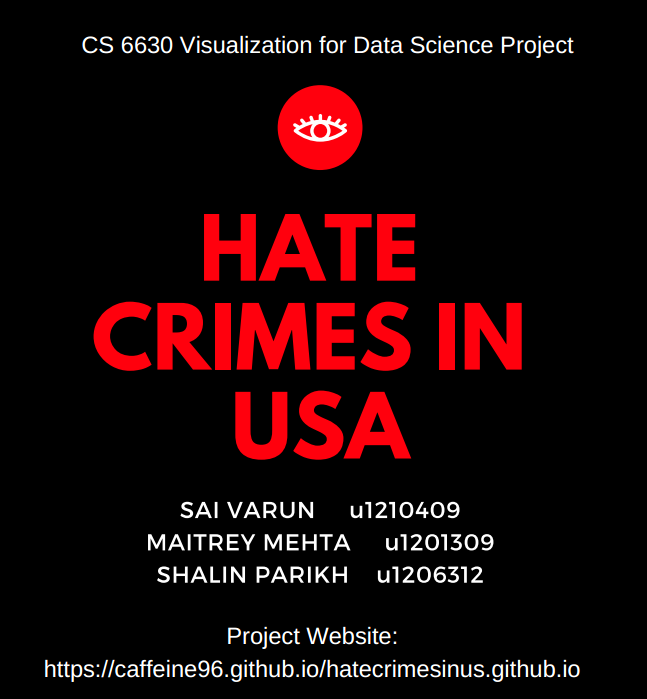 CS 6630 Visualization for Data Science Project
HATE
CRIMES IN
USA
SAI VARUN u1210409
MAITREY MEHTA u1201309
SHALIN PARIKH u1206312
Project Website:
https://caffeine96.github.io/hatecrimesinus.github.io